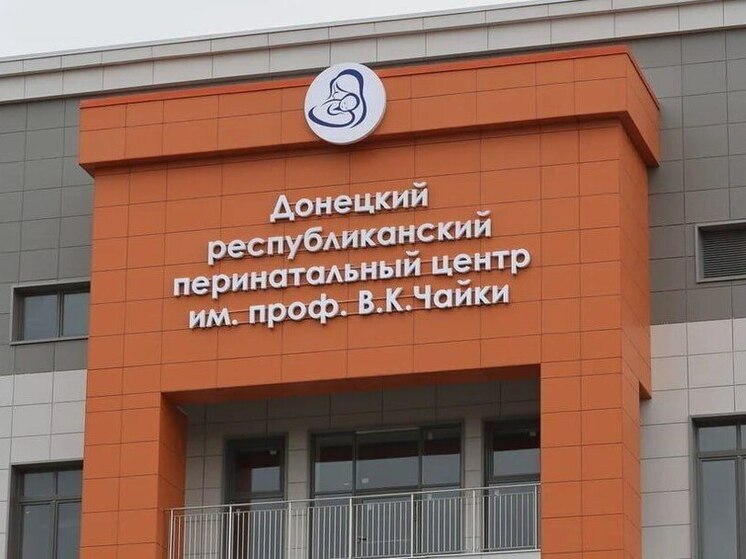 Донецкий
республиканский
перинатальный центр
им. проф. В.К.Чайки